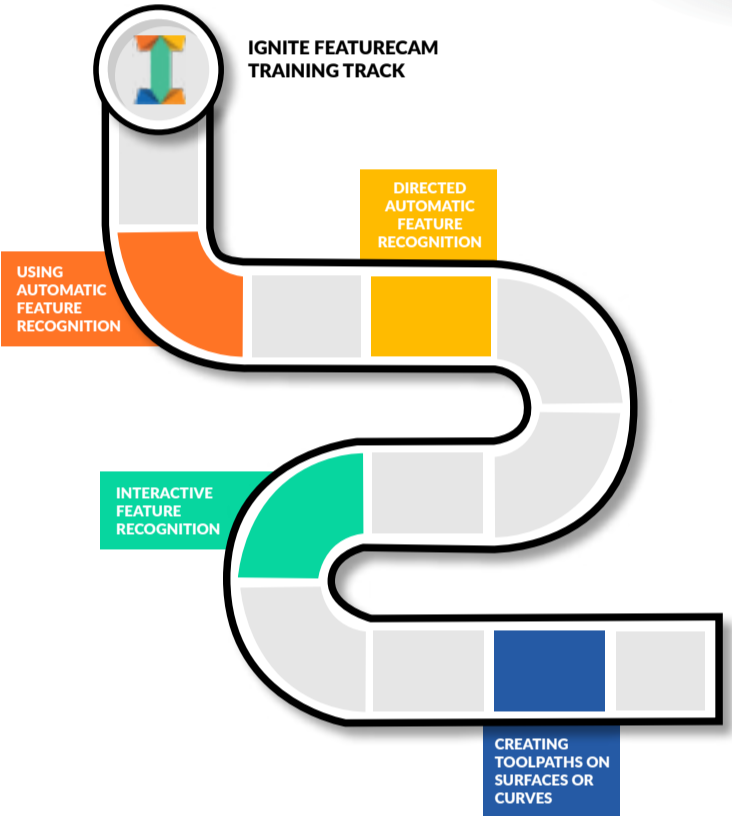 IGNITE FEATURECAM
TRAINING TRACK
DIRECTED
AUTOMATIC
FEATURE
RECOGNITION
USING
AUTOMATIC
FEATURE
RECOGNITION
INTERACTIVE
FEATURE
RECOGNITION
CREATING
TOOLPATHS ON
SURFACES OR
CURVES